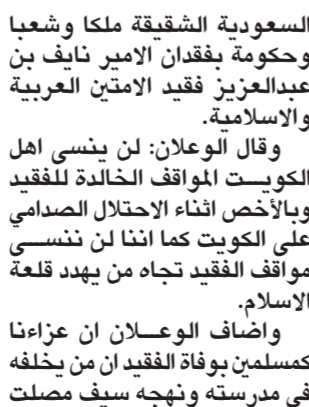 السعودية الشقيقة ملكا وشعبا
وحكومة بفقدان الامير نايف بن
عبدالعزيز فقيد الامتين العربية
والاسلامية.
وقال الوعلان: لن ينسى اهل
الكويت المواقف الخالدة للفقيد
وبالأخص اثناء الاحتلال الصدامي
على الكويت كما اننا لن ننسى
مواقف الفقيد تجاه من يهدد قلعة
الاسلام.
واضاف الوعلان ان عزاءنا
كمسلمين بوفاة الفقيد ان من يخلفه
في مدرسته ونهجه سيف مصلت